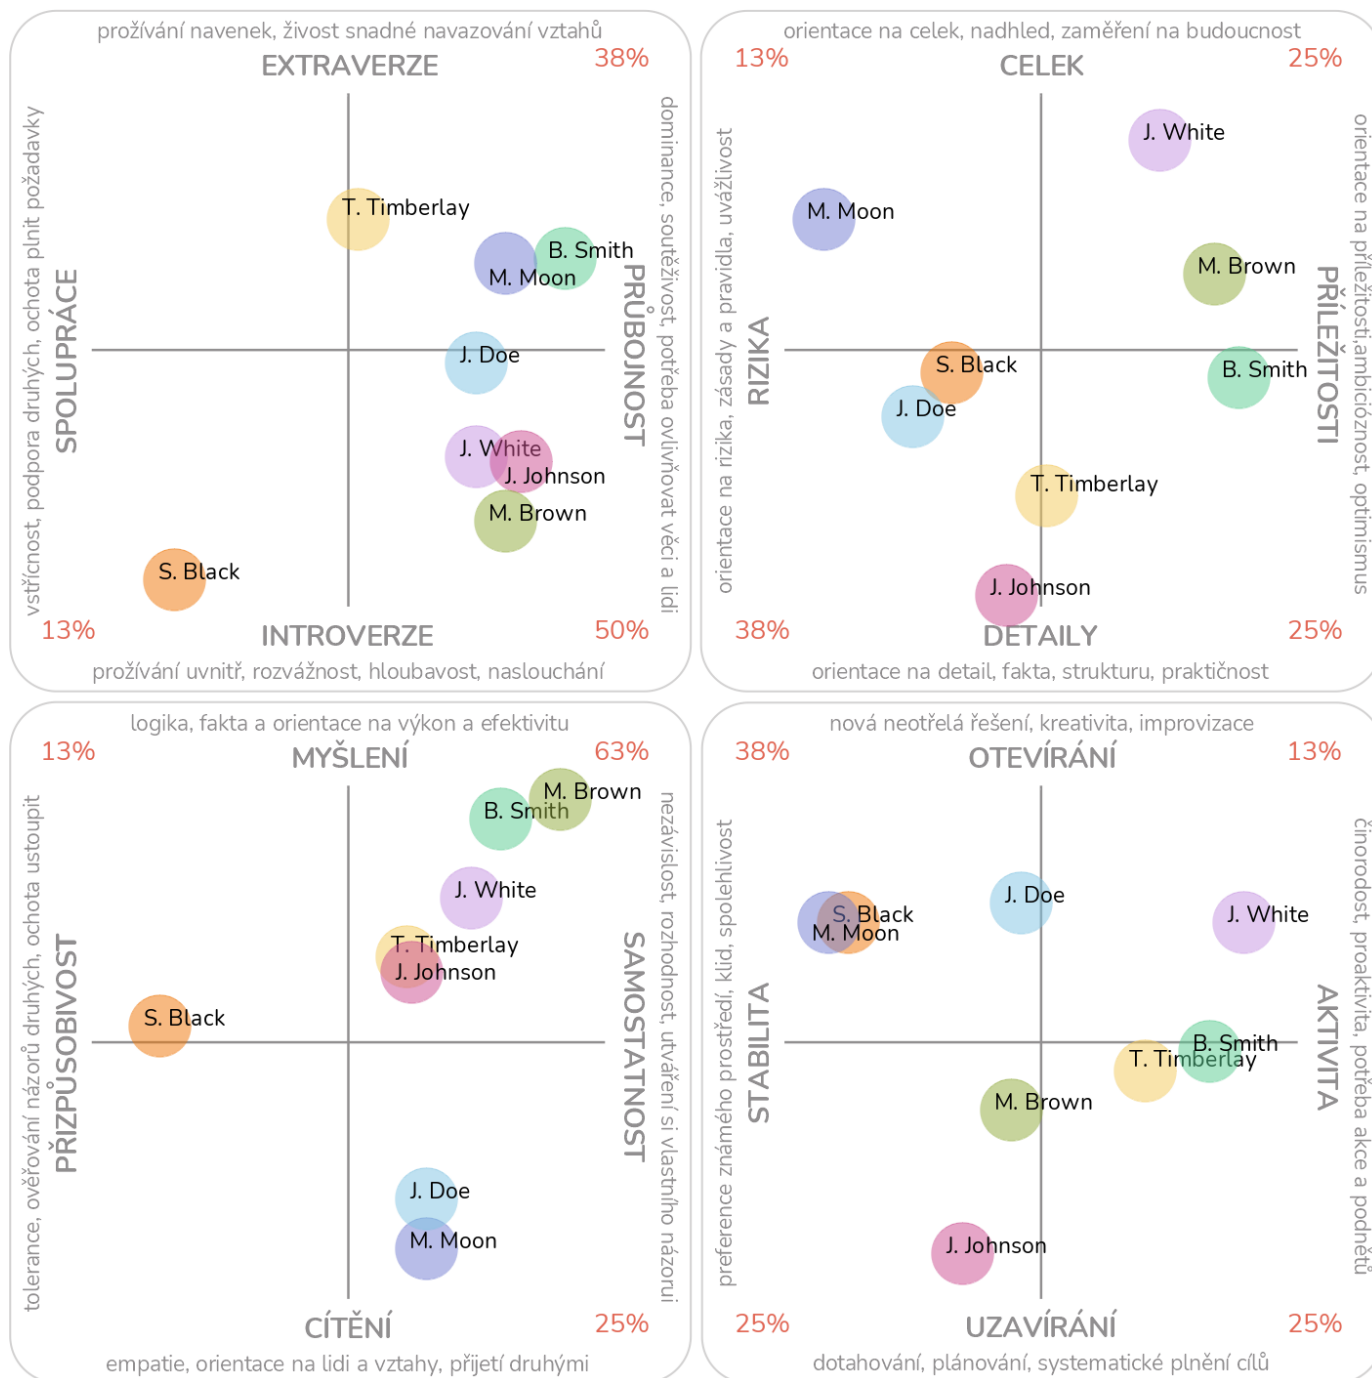 prožívání navenek, živost snadné navazování vztahů
EXTRAVERZE
38%
vstřícnost, podpora druhých, ochota plnit požadavky
SPOLUPRÁCE
T. Timberlay
B. Smith
M. Moon
J. Doe
J. White
J. Johnson
M. Brown
S. Black
PRŮBOJNOST
dominance, soutěživost, potřeba ovlivňovat věci a lidi
13%
INTROVERZE
50%
prožívání uvnitř, rozvážnost, hloubavost, naslouchání
orientace na celek, nadhled, zaměření na budoucnost
13%
CELEK
25%
orientace na rizika, zásady a pravidla, uvážlivost
RIZIKA
J. White
M. Moon
M. Brown
S. Black
B. Smith
J. Doe
T. Timberlay
J. Johnson
PŘÍLEŽITOSTI
orientace na příležitosti,ambicióznost, optimismus
38%
DETAILY
25%
orientace na detail, fakta, strukturu, praktičnost
logika, fakta a orientace na výkon a efektivitu
13%
MYŠLENÍ
63%
tolerance, ověřování názorů druhých, ochota ustoupit
PŘIZPŮSOBIVOST
M. Brown
B. Smith
J. White
T. Timberlay
J. Johnson
S. Black
J. Doe
M. Moon
SAMOSTATNOST
nezávislost, rozhodnost, utváření si vlastního názorui
CÍTĚNÍ
25%
empatie, orientace na lidi a vztahy, přijetí druhými
nová neotřelá řešení, kreativita, improvizace
38%
OTEVÍRÁNÍ
13%
preference známého prostředí, klid, spolehlivost
STABILITA
J. Doe
S. Black
M. Moon
J. White
B. Smith
T. Timberlay
M. Brown
J. Johnson
AKTIVITA
činorodost, proaktivita, potřeba akce a podnětů
25%
UZAVÍRÁNÍ
25%
dotahování, plánování, systematické plnění cílů